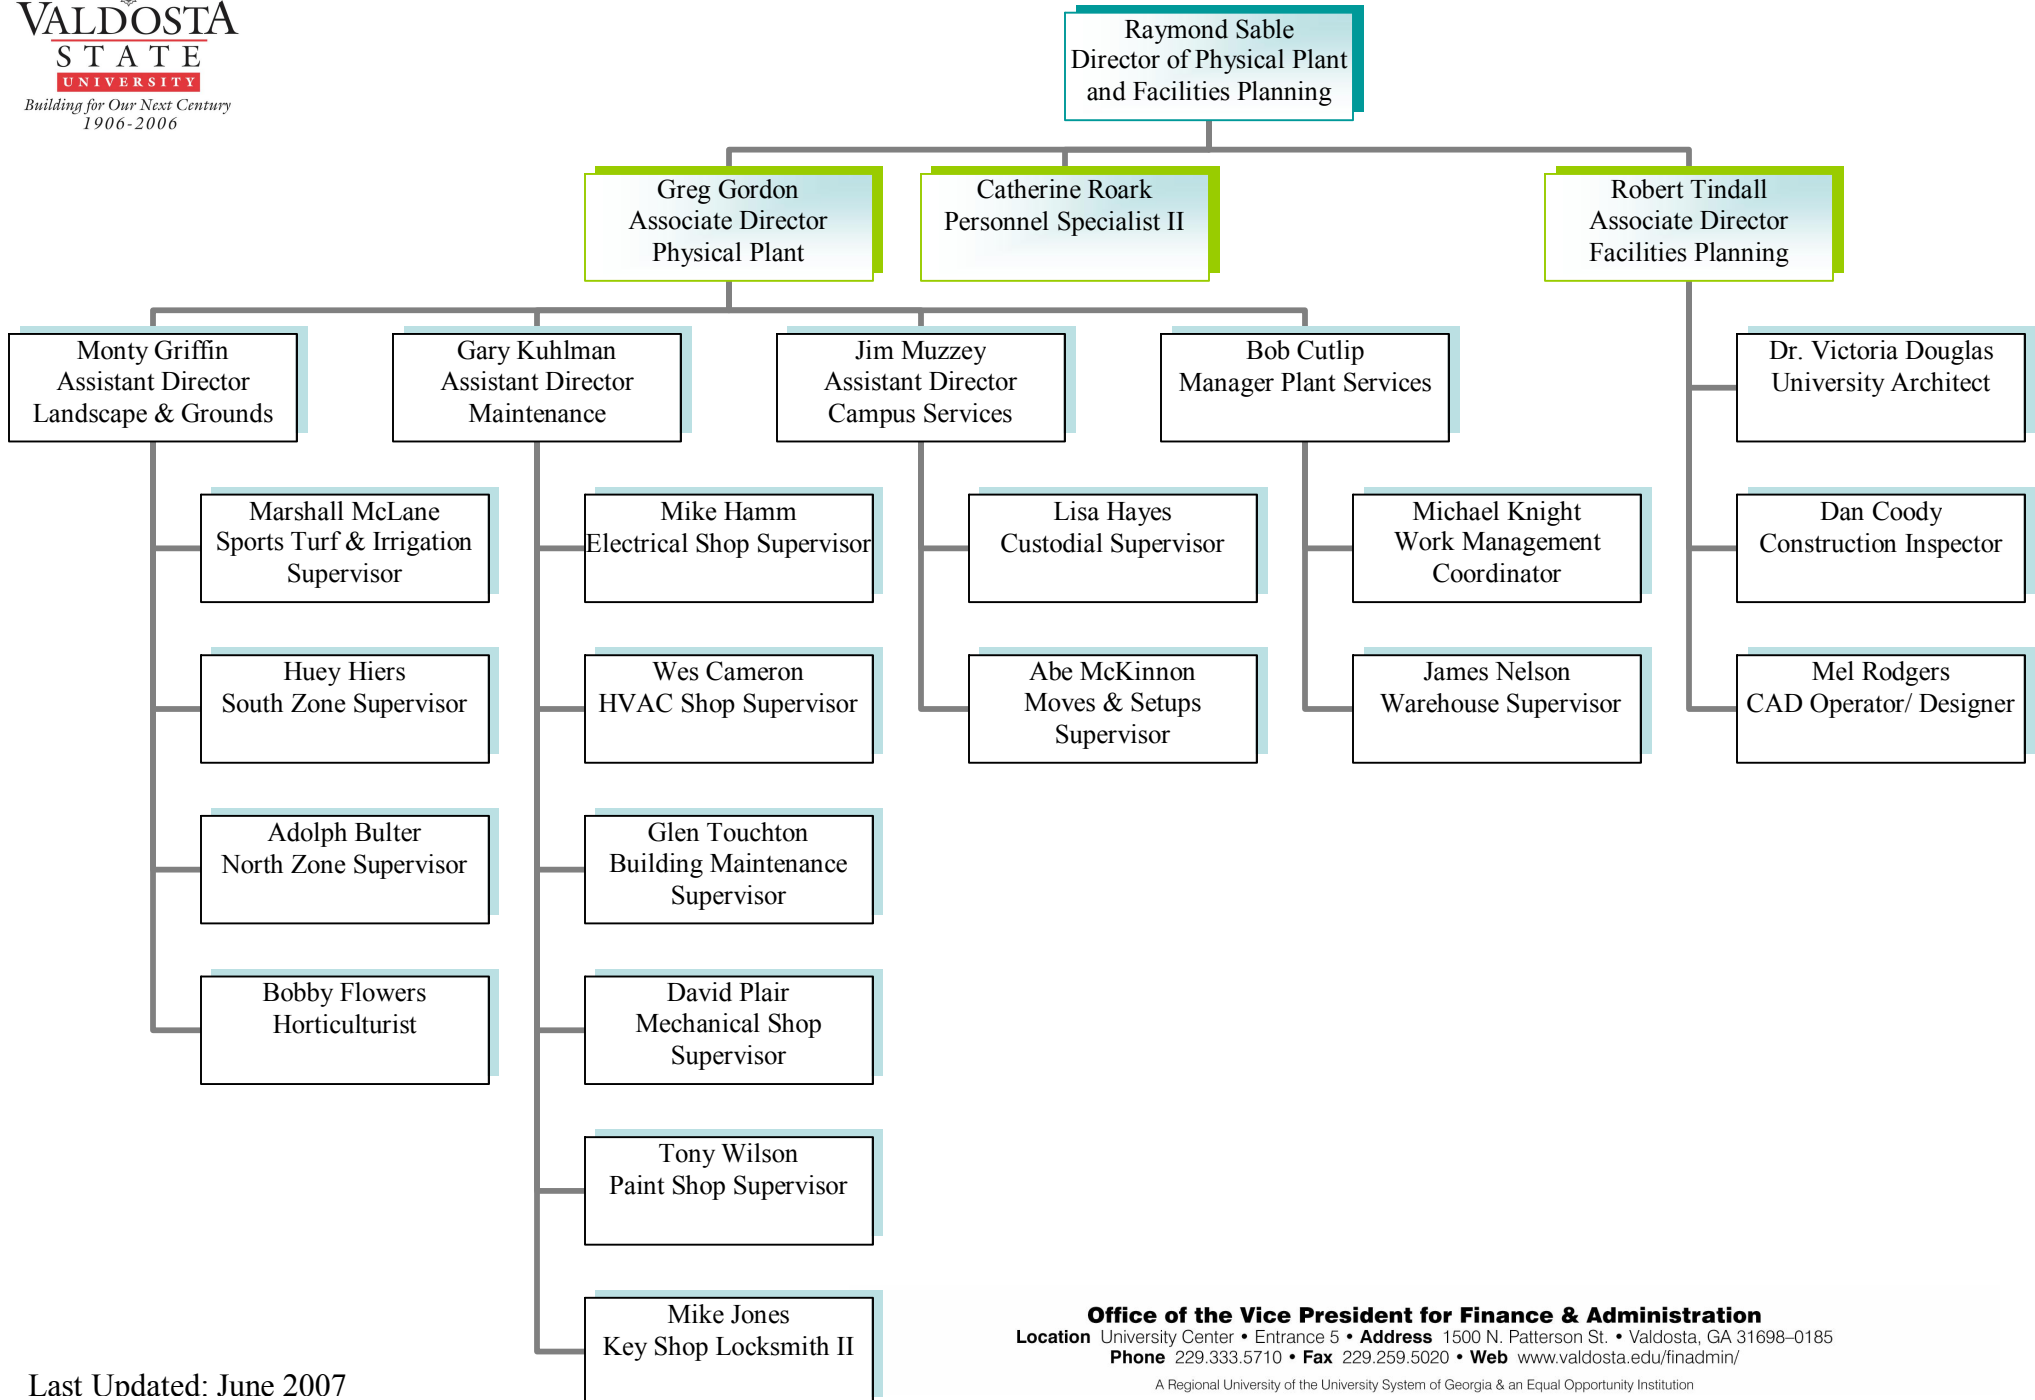 VALDOSTA
STATE
UNIVERSITY
Building for Our Next Century
1906-2006
Raymond Sable
Director of Physical Plant
and Facilities Planning
Greg Gordon
Associate Director
Physical Plant
Catherine Roark
Personnel Specialist II
Robert Tindall
Associate Director
Facilities Planning
Monty Griffin
Assistant Director
Landscape & Grounds
Gary Kuhlman
Assistant Director
Maintenance
Jim Muzzey
Assistant Director
Campus Services
Bob Cutlip
Manager Plant Services
Dr. Victoria Douglas
University Architect
Marshall McLane
Sports Turf & Irrigation
Supervisor
Mike Hamm
Electrical Shop Supervisor
Lisa Hayes
Custodial Supervisor
Michael Knight
Work Management
Coordinator
Dan Coody
Construction Inspector
Huey Hiers
South Zone Supervisor
Wes Cameron
HVAC Shop Supervisor
Abe McKinnon
Moves & Setups
Supervisor
James Nelson
Warehouse Supervisor
Mel Rodgers
CAD Operator/ Designer
Adolph Bulter
North Zone Supervisor
Glen Touchton
Building Maintenance
Supervisor
Bobby Flowers
Horticulturist
David Plair
Mechanical Shop
Supervisor
Tony Wilson
Paint Shop Supervisor
Mike Jones
Key Shop Locksmith II
Office of the Vice President for Finance & Administration
Location University Center • Entrance 5 • Address 1500 N. Patterson St. • Valdosta, GA 31698–0185
Phone 229.333.5710 • Fax 229.259.5020 • Web www.valdosta.edu/finadmin/
A Regional University of the University System of Georgia & an Equal Opportunity Institution
Last Updated: June 2007